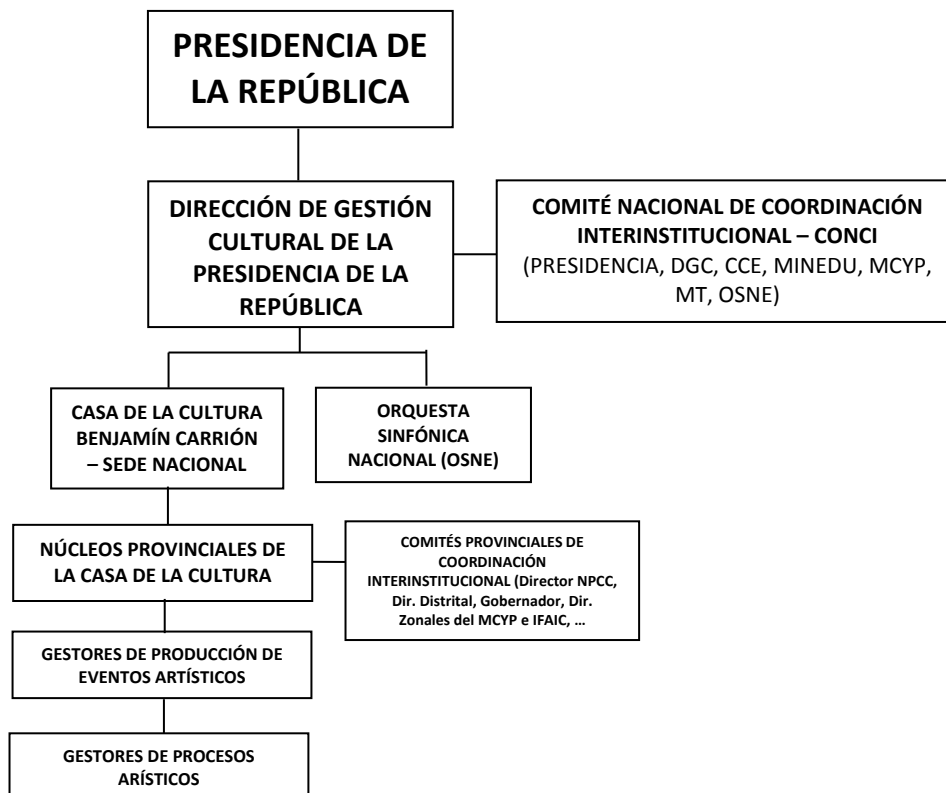 PRESIDENCIA DE
LA REPÚBLICA
DIRECCIÓN DE GESTIÓN
CULTURAL DE LA
PRESIDENCIA DE LA
REPÚBLICA
COMITÉ NACIONAL DE COORDINACIÓN
INTERINSTITUCIONAL – CONCI
(PRESIDENCIA, DGC, CCE, MINEDU, MCYP,
MT, OSNE)
CASA DE LA CULTURA
BENJAMÍN CARRIÓN
– SEDE NACIONAL
ORQUESTA
SINFÓNICA
NACIONAL (OSNE)
NÚCLEOS PROVINCIALES DE
LA CASA DE LA CULTURA
COMITÉS PROVINCIALES DE
COORDINACIÓN
INTERINSTITUCIONAL (Director NPCC,
Dir. Distrital, Gobernador, Dir.
Zonales del MCYP e IFAIC, …
GESTORES DE PRODUCCIÓN DE
EVENTOS ARTÍSTICOS
GESTORES DE PROCESOS
ARÍSTICOS